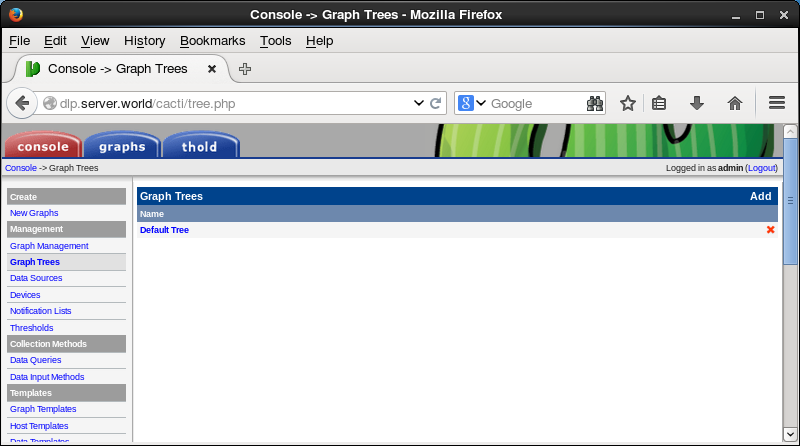 Console -> Graph Trees - Mozilla Firefox
File Edit View History Bookmarks Tools Help
Console -> Graph Trees
dlp.server.world/cacti/tree.php
Google
console graphs thold
Console -> Graph Trees
Logged in as admin (Logout)
Create
New Graphs
Management
Graph Management
Graph Trees
Data Sources
Devices
Notification Lists
Thresholds
Collection Methods
Data Queries
Data Input Methods
Templates
Graph Templates
Host Templates
Data Templates
Graph Trees Add
Name
Default Tree